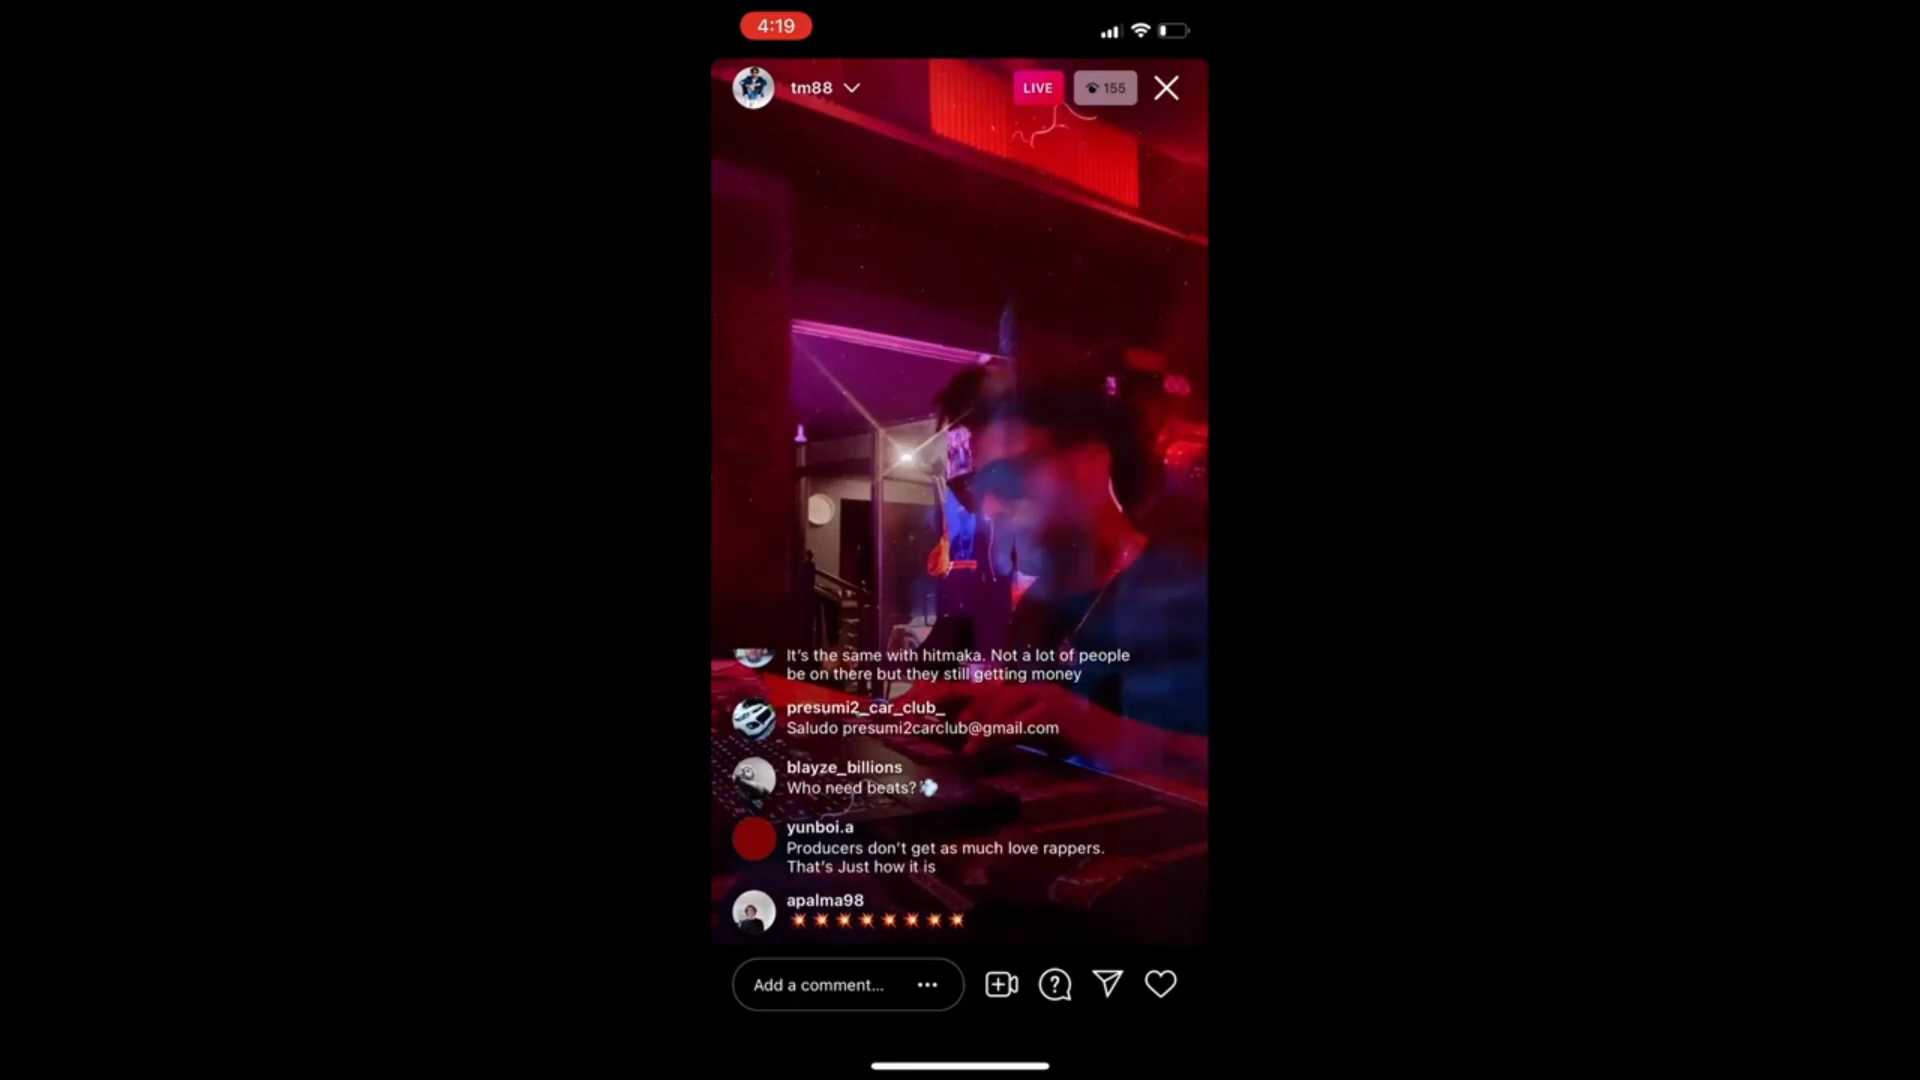 4:19
tm88
LIVE
155
It's the same with hitmaka. Not a lot of people
be on there but they still getting money
presumi2_car_club_
Saludo presumi2carclub@gmail.com
blayze_billions
Who need beats?💨
yunboi.a
Producers don't get as much love rappers.
That's Just how it is
apalma98
💥💥💥💥💥💥💥💥
Add a comment...